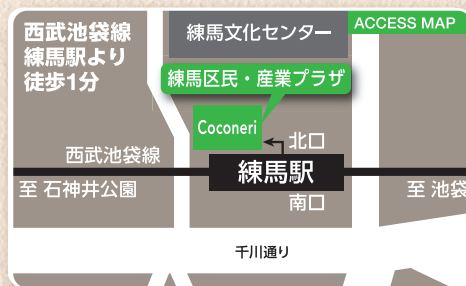 西武池袋線
練馬駅より
徒歩1分
練馬文化センター
ACCESS MAP
練馬区民・産業プラザ
Coconeri
北口
西武池袋線
練馬駅
至 石神井公園
至 池袋
南口
千川通り